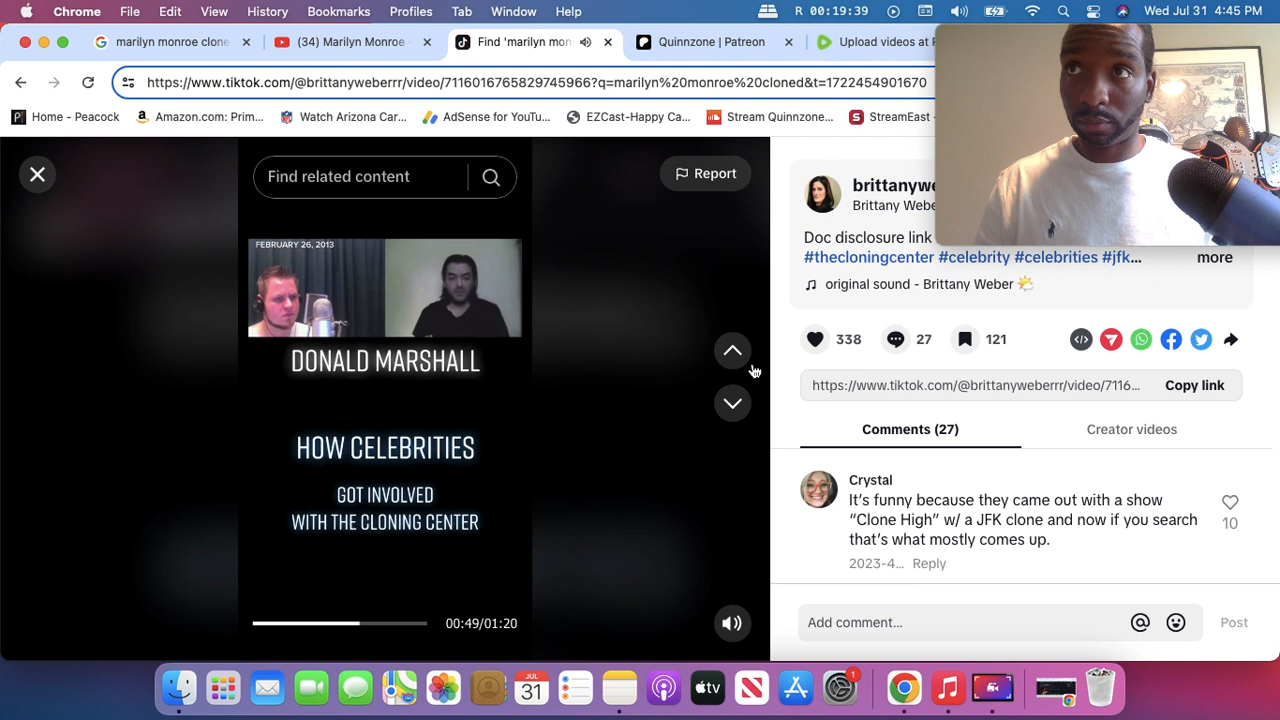 Chrome File Edit View History Bookmarks Profiles Tab Window Help R 00:19:39 Wed Jul 31 4:45 PM
marilyn monroe clone (34) Marilyn Monroe - Find 'marilyn mon Quinnzone | Patreon Upload videos at
https://www.tiktok.com/@brittanyweberrr/video/7116016765829745966?q=marilyn%20monroe%20cloned&t=1722454901670
Home - Peacock Amazon.com: Prim... Watch Arizona Car... AdSense for YouTu... EZCast-Happy Ca... Stream Quinnzone... StreamEast -
Find related content
Report
FEBRUARY 26, 2013
DONALD MARSHALL
HOW CELEBRITIES
GOT INVOLVED
WITH THE CLONING CENTER
00:49/01:20
brittanywe
Brittany Webe
Doc disclosure link
#thecloningcenter #celebrity #celebrities #jfk... more
original sound - Brittany Weber
338 27 121
https://www.tiktok.com/@brittanyweberrr/video/7116... Copy link
Comments (27) Creator videos
Crystal
It's funny because they came out with a show
"Clone High" w/ a JFK clone and now if you search
that's what mostly comes up.
10
2023-4... Reply
Add comment... Post
JUL
31
tv
1